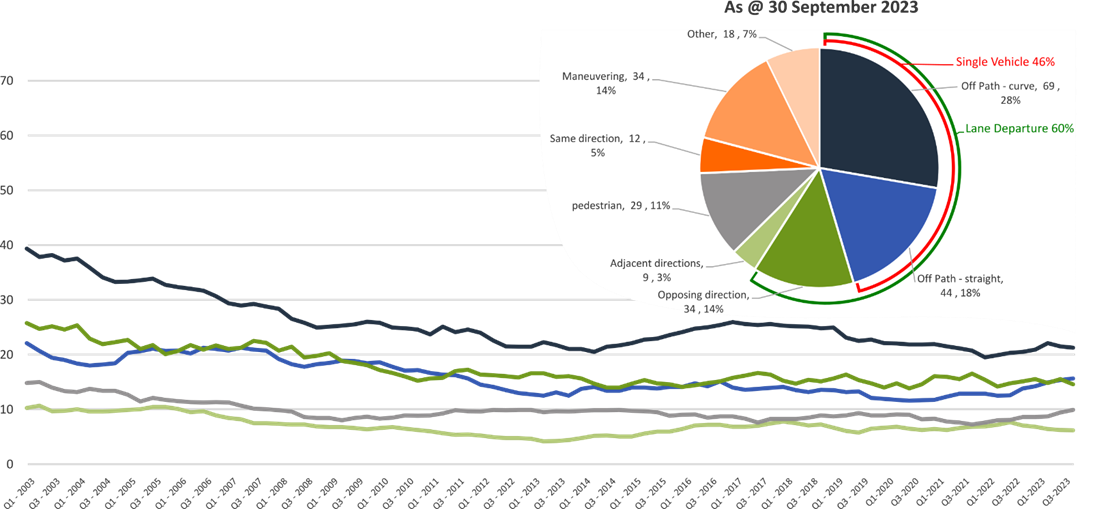 As @ 30 September 2023
Other, 18 , 7%
Single Vehicle 46%
Maneuvering, 34 ,
14%
Off Path - curve, 69 ,
28%
Lane Departure 60%
Same direction, 12 ,
5%
pedestrian, 29 , 11%
Adjacent directions,
9 , 3%
Off Path - straight,
44 , 18%
Opposing direction,
34 , 14%
70
60
50
40
30
20
10
0
Q1 - 2003
Q3 - 2003
Q1 - 2004
Q3 - 2004
Q1 - 2005
Q3 - 2005
Q1 - 2006
Q3 - 2006
Q1 - 2007
Q3 - 2007
Q1 - 2008
Q3 - 2008
Q1 - 2009
Q3 - 2009
Q1 - 2010
Q3 - 2010
Q1 - 2011
Q3 - 2011
Q1 - 2012
Q3 - 2012
Q1 - 2013
Q3 - 2013
Q1 - 2014
Q3 - 2014
Q1 - 2015
Q3 - 2015
Q1 - 2016
Q3 - 2016
Q1 - 2017
Q3 - 2017
Q1 - 2018
Q3 - 2018
Q1 - 2019
Q3 - 2019
Q1 - 2020
Q3 - 2020
Q1 - 2021
Q3 - 2021
Q1 - 2022
Q3 - 2022
Q1 - 2023
Q3 - 2023